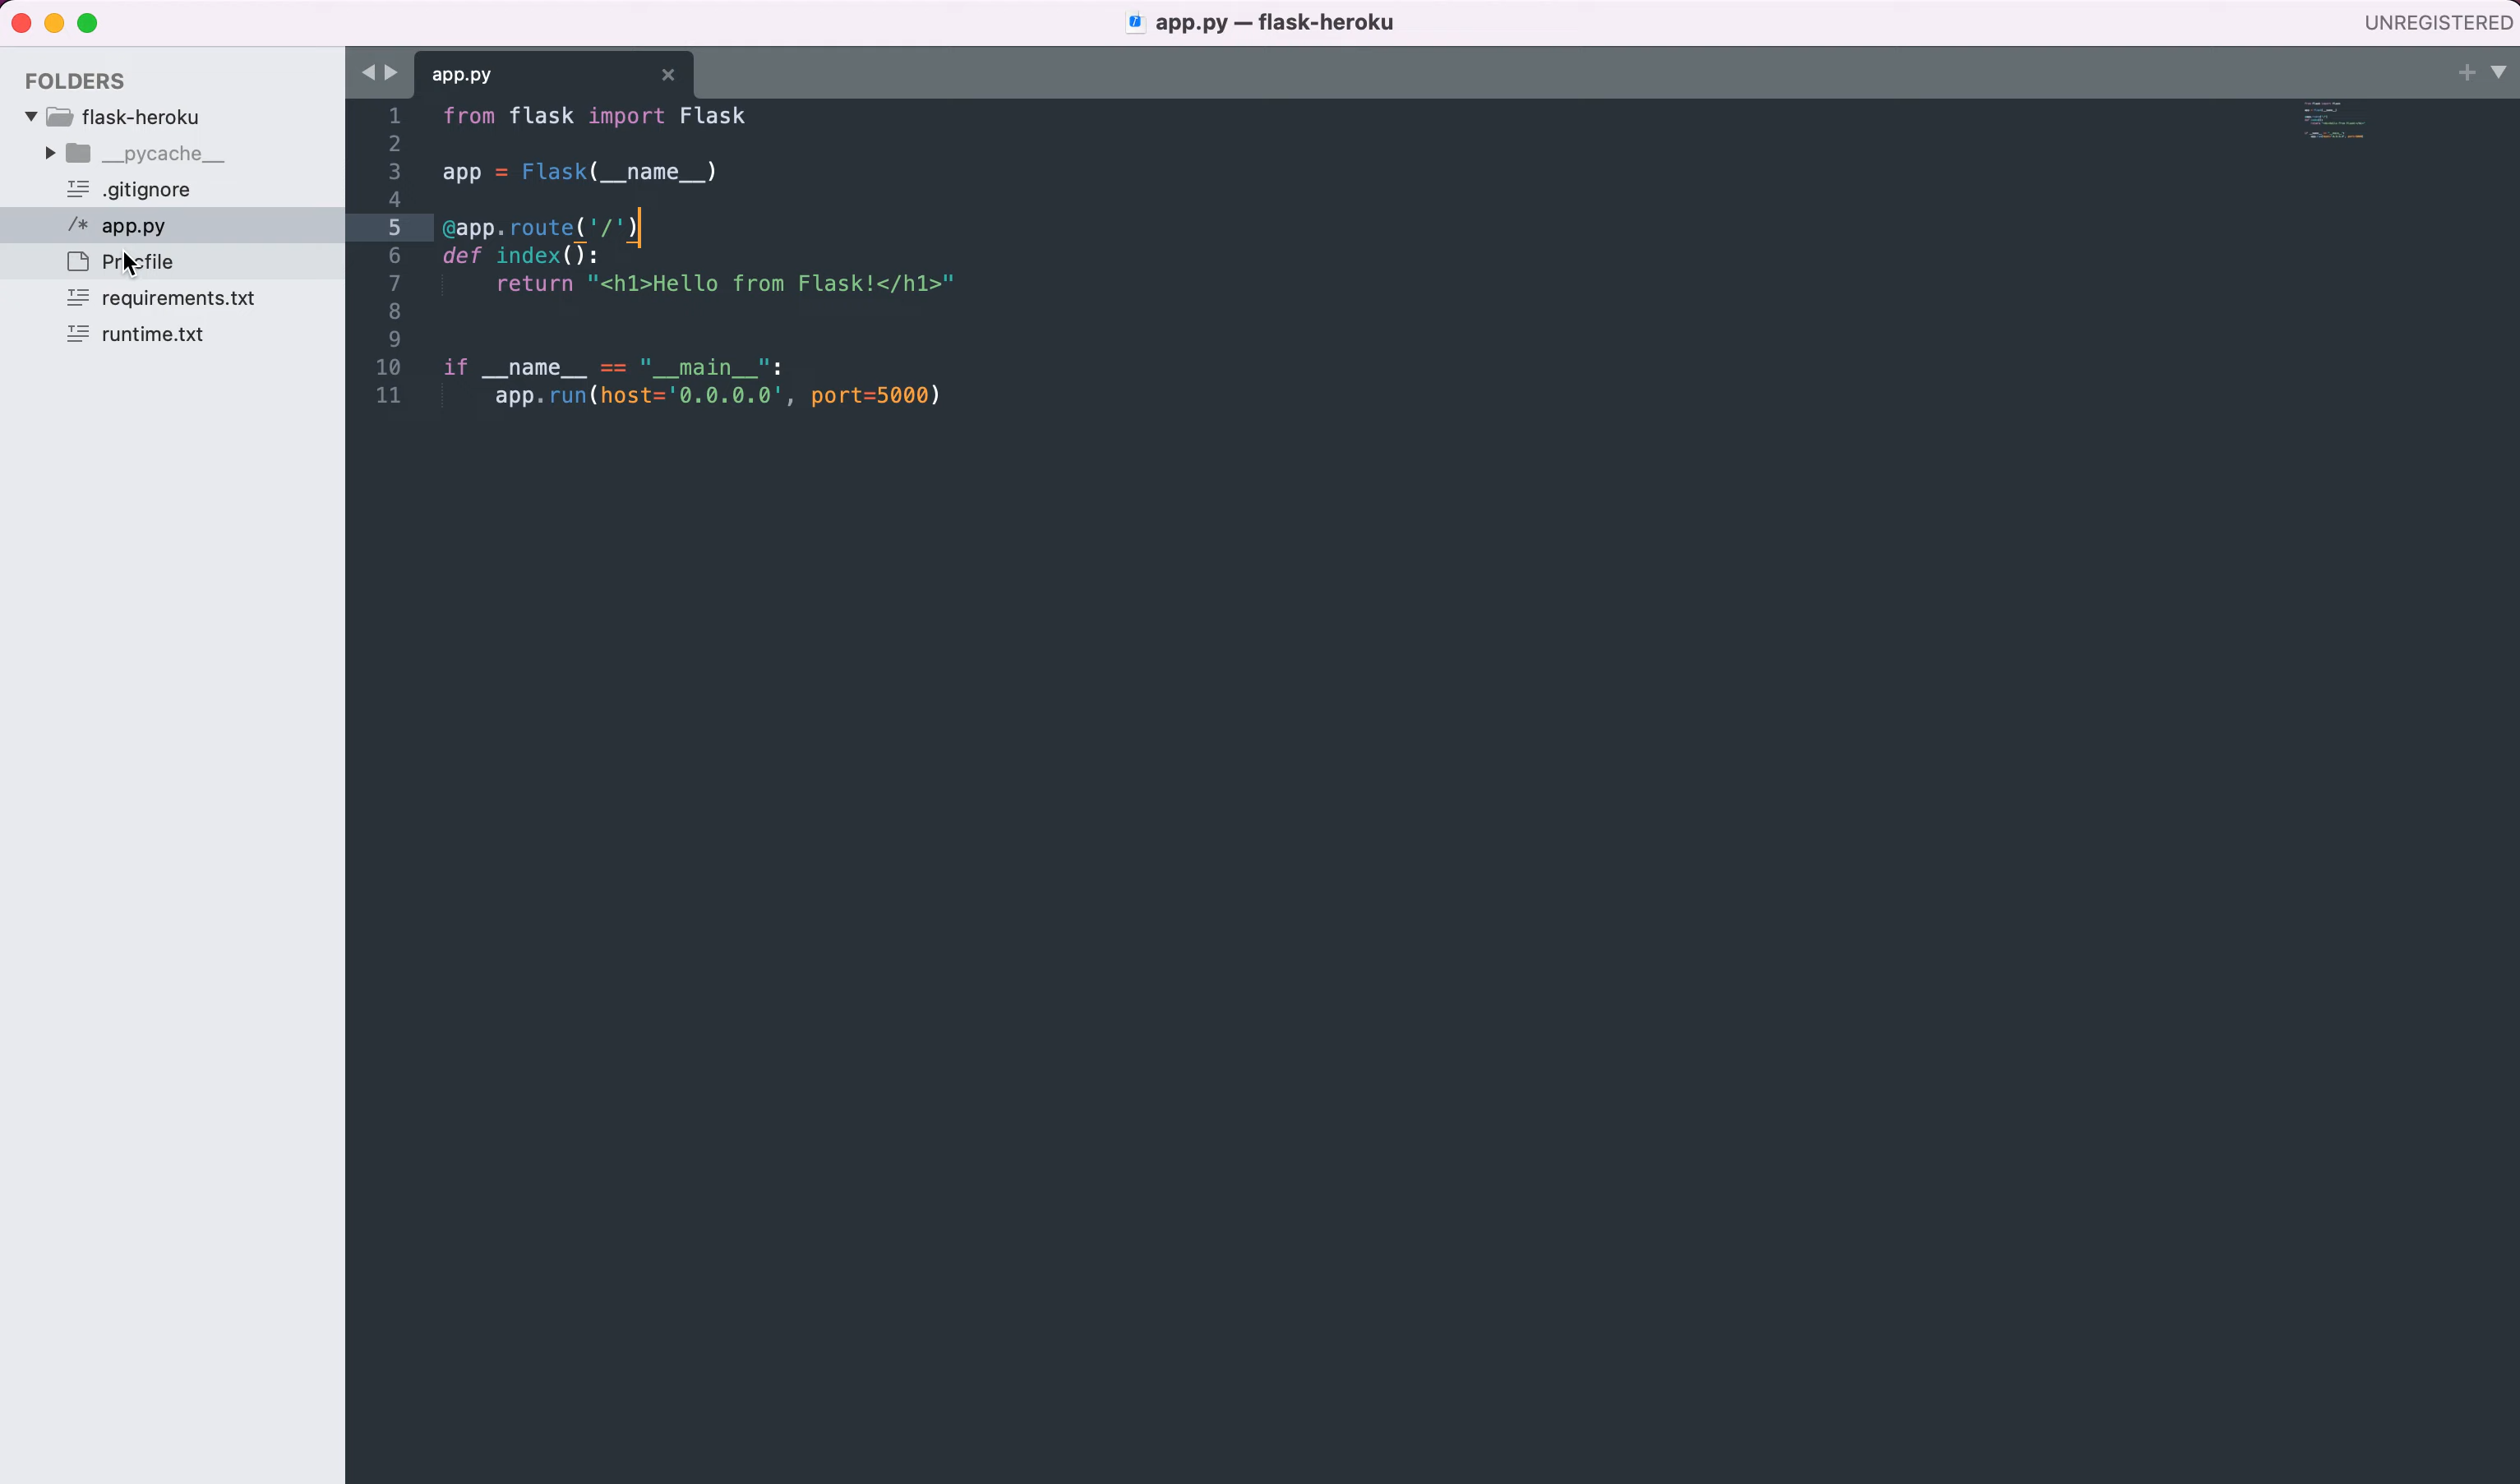 app.py — flask-heroku
UNREGISTERED
FOLDERS
flask-heroku
__pycache__
.gitignore
app.py
requirements.txt
runtime.txt
app.py
1 from flask import Flask
2
3 app = Flask(__name__)
4
5 @app.route('/')
6 def index():
7     return "<h1>Hello from Flask!</h1>"
8
9
10 if __name__ == "__main__":
11     app.run(host='0.0.0.0', port=5000)